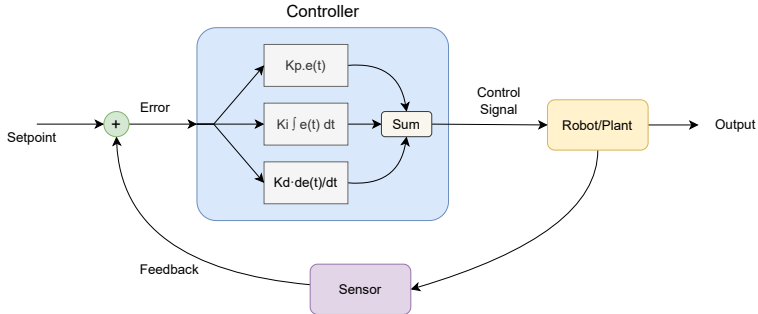 Controller
Kp.e(t)
Control
Signal
Error
Setpoint
+
Ki ∫ e(t) dt
Sum
Robot/Plant
Output
Kd·de(t)/dt
Feedback
Sensor